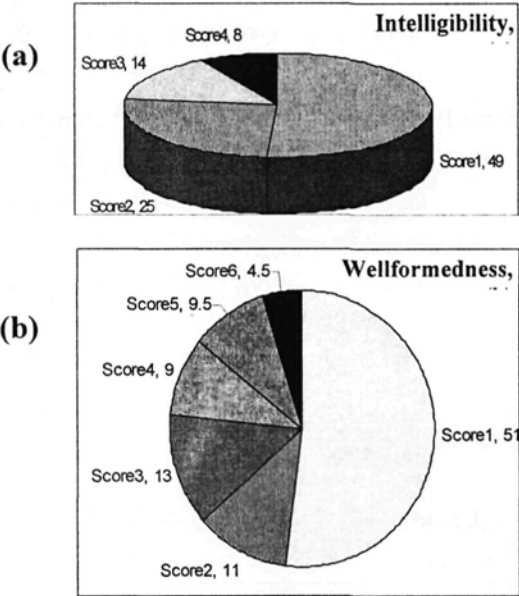 (a)
Intelligibility,
Score4, 8
Score3, 14
Score1, 49
Score2, 25
(b)
Wellformedness,
Score6, 4.5
Score5, 9.5
Score4, 9
Score1, 51
Score3, 13
Score2, 11